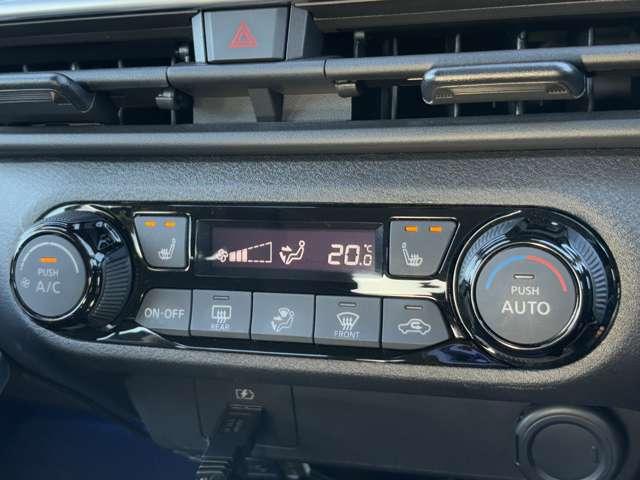 20.0 °C
PUSH
A/C
PUSH
AUTO
ON-OFF
REAR
FRONT